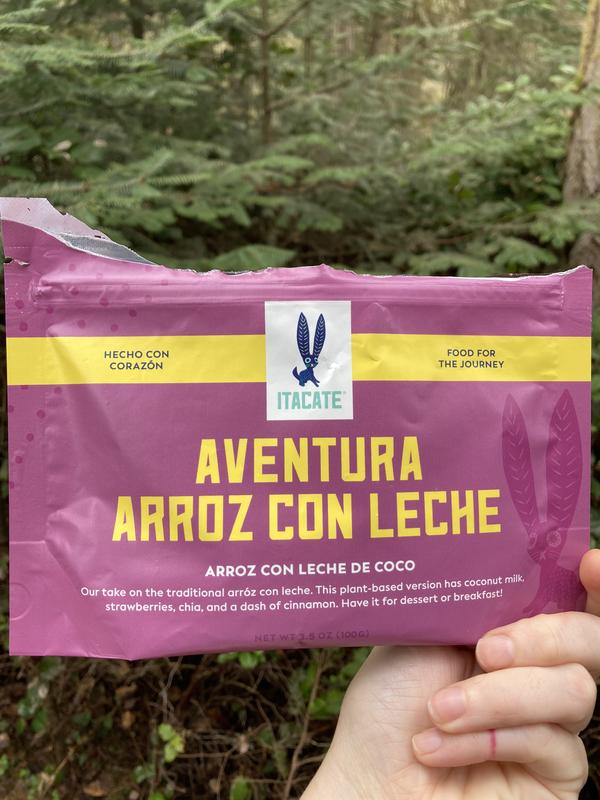 HECHO CON
CORAZÓN
ITACATE®
FOOD FOR
THE JOURNEY
AVENTURA
ARROZ CON LECHE
ARROZ CON LECHE DE COCO
Our take on the traditional arróz con leche. This plant-based version has coconut milk,
strawberries, chia, and a dash of cinnamon. Have it for dessert or breakfast!
NET WT 3.5 OZ (100G)